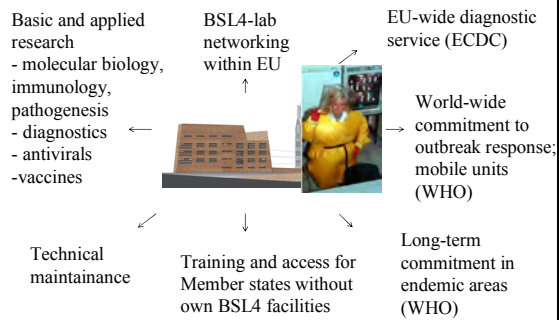 Basic and applied
research
- molecular biology,
immunology,
pathogenesis
- diagnostics
- antivirals
-vaccines
BSL4-lab
networking
within EU
EU-wide diagnostic
service (ECDC)
World-wide
commitment to
outbreak response;
mobile units
(WHO)
Technical
maintainance
Training and access for
Member states without
own BSL4 facilities
Long-term
commitment in
endemic areas
(WHO)